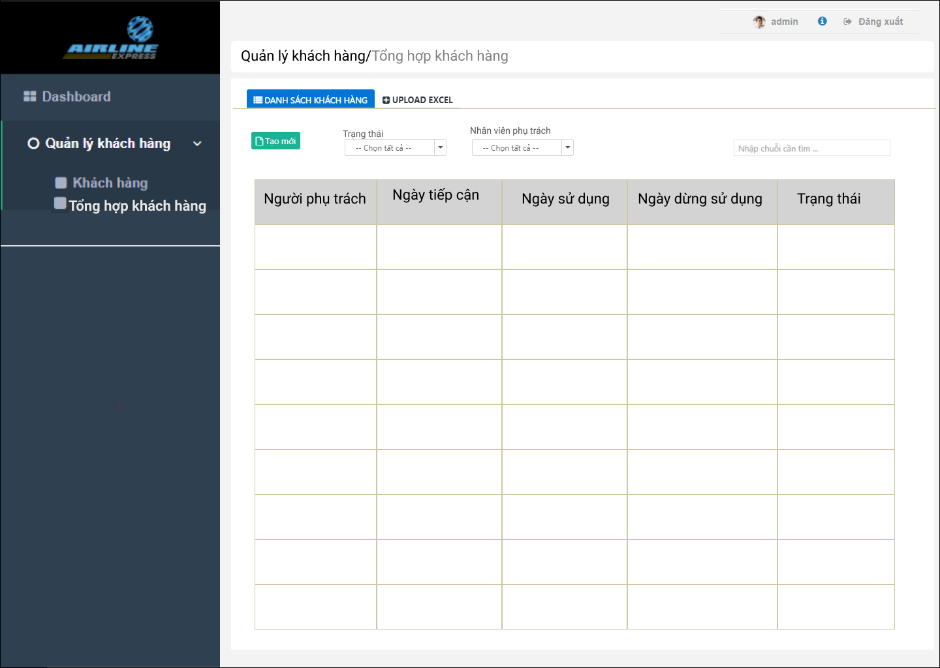 AIRLINE
EXPRESS
admin
Đăng xuất
Dashboard
Quản lý khách hàng
Khách hàng
Tổng hợp khách hàng
Quản lý khách hàng/Tổng hợp khách hàng
DANH SÁCH KHÁCH HÀNG
UPLOAD EXCEL
Tạo mới
Trạng thái
-- Chọn tất cả --
Nhân viên phụ trách
-- Chọn tất cả --
Nhập chuỗi cần tìm ...
Người phụ trách
Ngày tiếp cận
Ngày sử dụng
Ngày dừng sử dụng
Trạng thái